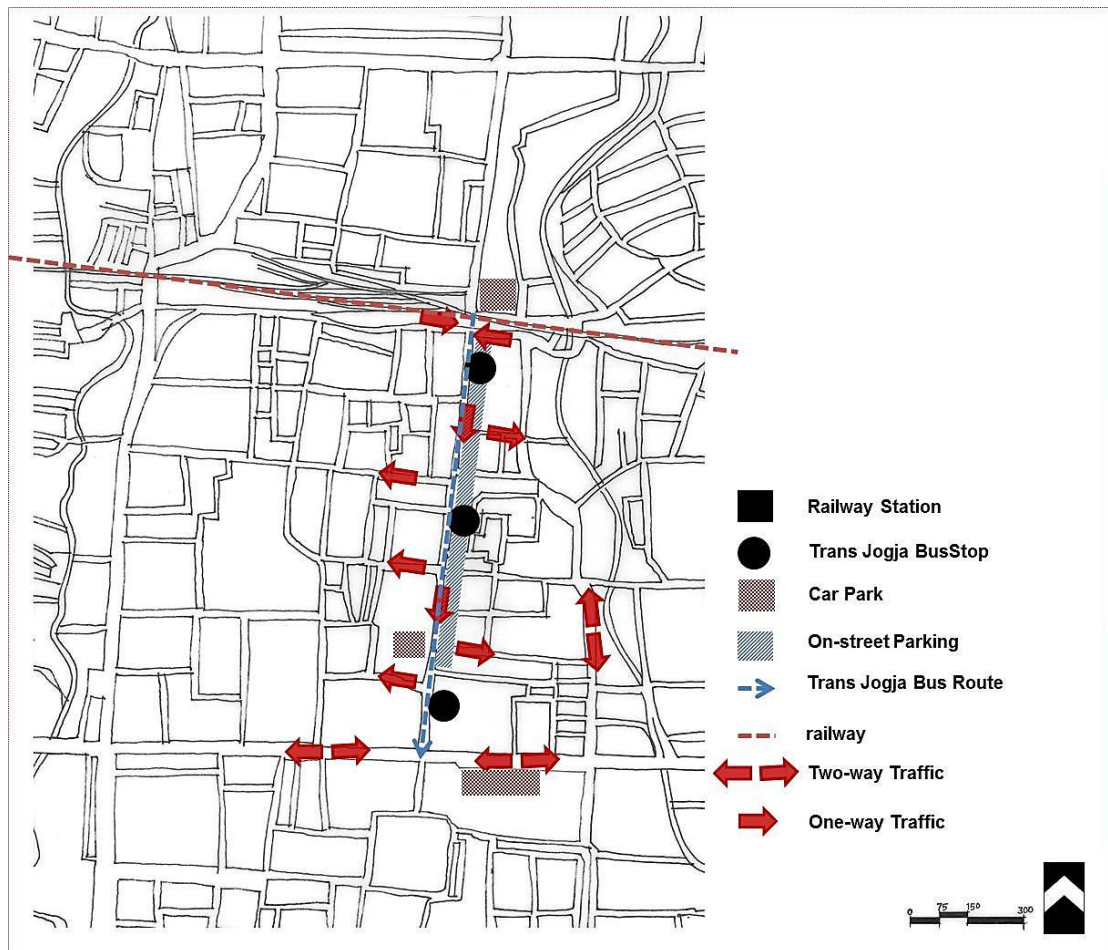 Railway Station
Trans Jogja BusStop
Car Park
On-street Parking
Trans Jogja Bus Route
railway
Two-way Traffic
One-way Traffic
0 75 150 300